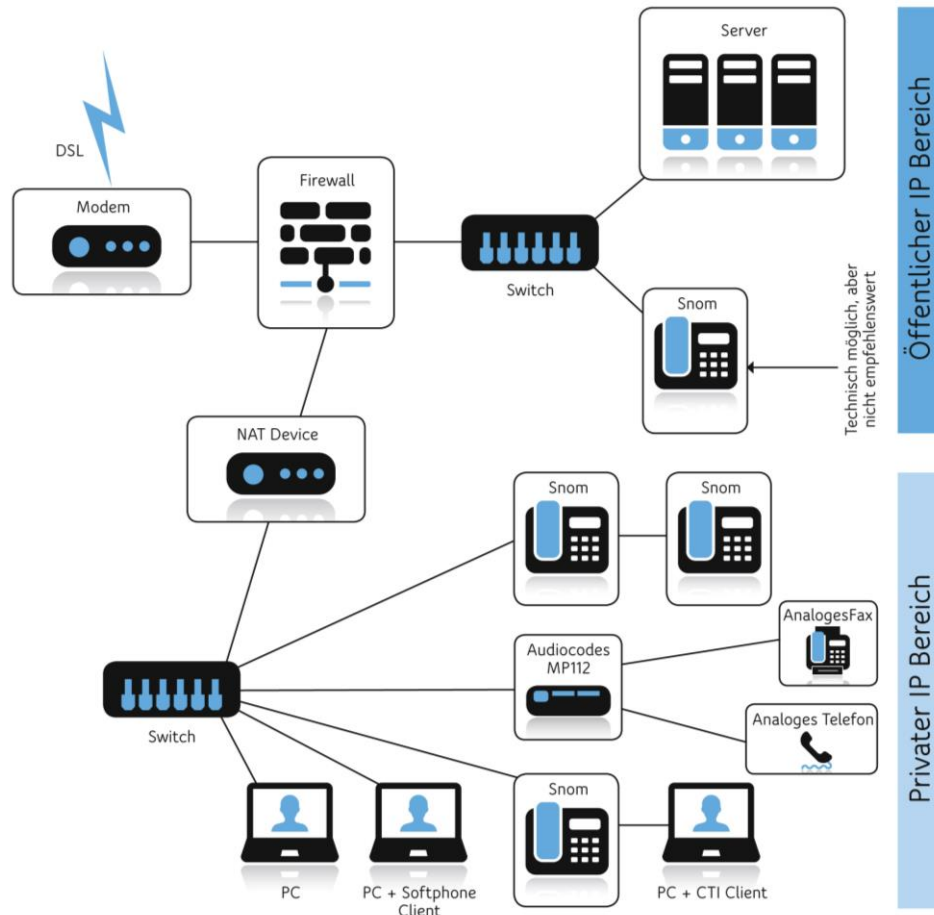 Server
DSL
Modem
Firewall
Switch
Snom
Technisch möglich, aber
nicht empfehlenswert
Öffentlicher IP Bereich
NAT Device
Snom
Snom
AnalogesFax
Audiocodes
MP112
Analoges Telefon
Switch
Snom
PC
PC + Softphone
Client
PC + CTI Client
Privater IP Bereich